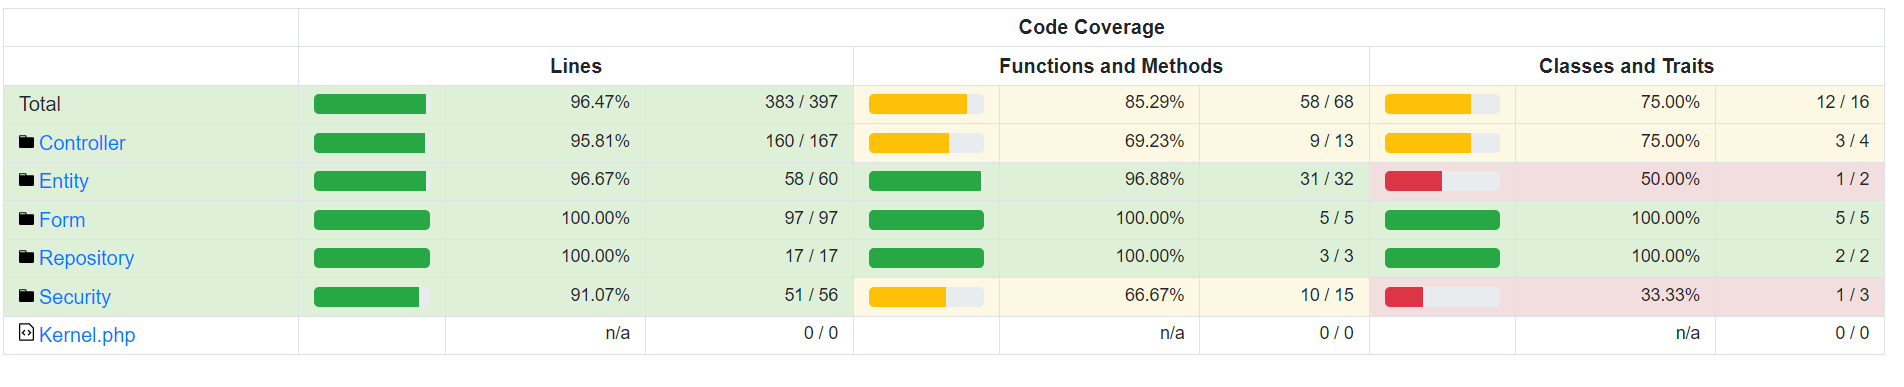 Code Coverage
Lines Functions and Methods Classes and Traits
Total 96.47% 383 / 397 85.29% 58 / 68 75.00% 12 / 16
Controller 95.81% 160 / 167 69.23% 9 / 13 75.00% 3 / 4
Entity 96.67% 58 / 60 96.88% 31 / 32 50.00% 1 / 2
Form 100.00% 97 / 97 100.00% 5 / 5 100.00% 5 / 5
Repository 100.00% 17 / 17 100.00% 3 / 3 100.00% 2 / 2
Security 91.07% 51 / 56 66.67% 10 / 15 33.33% 1 / 3
Kernel.php n/a 0 / 0 n/a 0 / 0 n/a 0 / 0